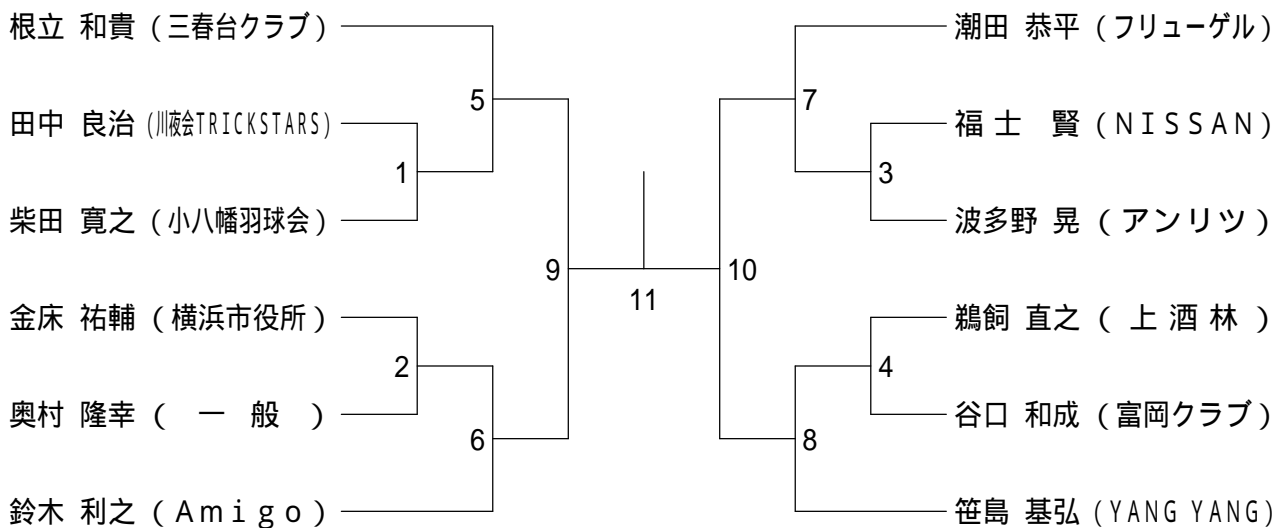 根立 和貴 (三春台クラブ)
田中 良治 (川夜会TRICKSTARS)
柴田 寛之 (小八幡羽球会)
金床 祐輔 (横浜市役所)
奥村 隆幸 (一般)
鈴木 利之 (Amigo)
5
1
2
6
9
11
10
7
3
4
8
潮田 恭平 (フリューゲル)
福士 賢 (NISSAN)
波多野 晃 (アンリツ)
鵜飼 直之 (上酒林)
谷口 和成 (富岡クラブ)
笹島 基弘 (YANG YANG)